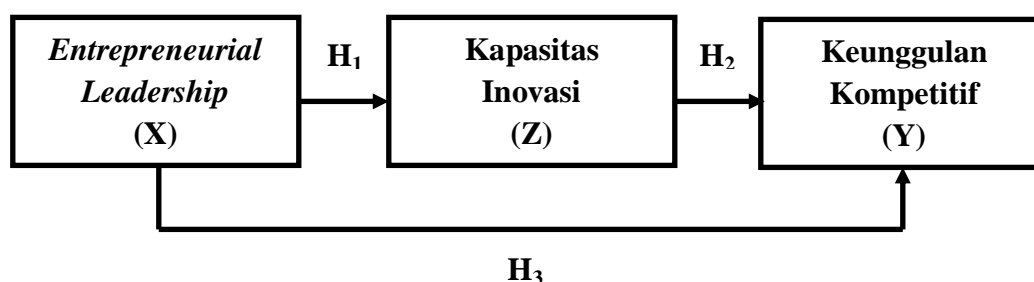 Entrepreneurial
Leadership
(X)
H₁
Kapasitas
Inovasi
(Z)
H₂
Keunggulan
Kompetitif
(Y)
H₃